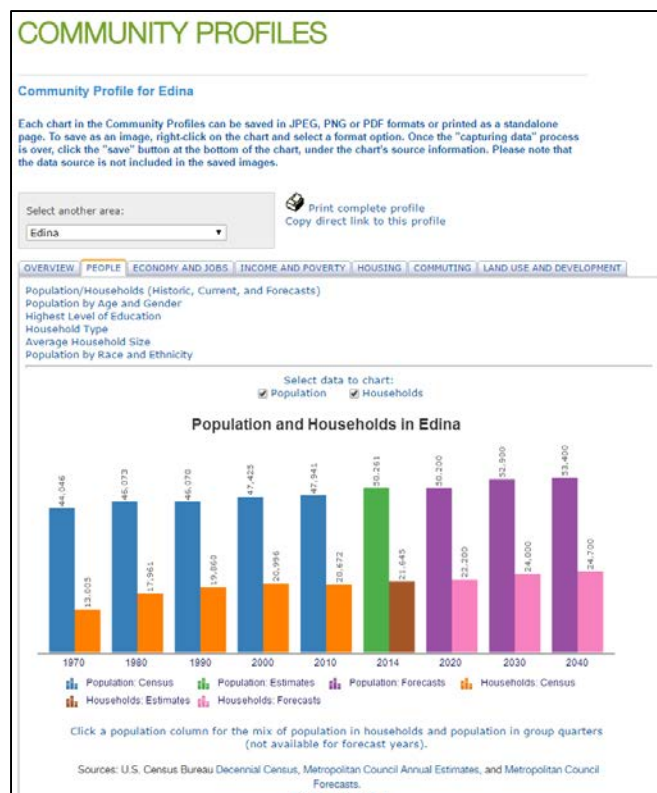 COMMUNITY PROFILES
Community Profile for Edina
Each chart in the Community Profiles can be saved in JPEG, PNG or PDF formats or printed as a standalone
page. To save as an image, right-click on the chart and select a format option. Once the "capturing data" process
is over, click the "save" button at the bottom of the chart, under the chart's source information. Please note that
the data source is not included in the saved images.
Select another area:
Edina
Print complete profile
Copy direct link to this profile
OVERVIEW PEOPLE ECONOMY AND JOBS INCOME AND POVERTY HOUSING COMMUTING LAND USE AND DEVELOPMENT
Population/Households (Historic, Current, and Forecasts)
Population by Age and Gender
Highest Level of Education
Household Type
Average Household Size
Population by Race and Ethnicity
Select data to chart:
Population Households
Population and Households in Edina
44,046 13,005 46,073 17,961 46,070 19,860 47,425 20,996 47,941 20,672 50,261 21,645 50,200 22,200 52,900 24,000 53,400 24,700
1970 1980 1990 2000 2010 2014 2020 2030 2040
Population: Census Population: Estimates Population: Forecasts Households: Census
Households: Estimates Households: Forecasts
Click a population column for the mix of population in households and population in group quarters
(not available for forecast years).
Sources: U.S. Census Bureau Decennial Census, Metropolitan Council Annual Estimates, and Metropolitan Council
Forecasts.